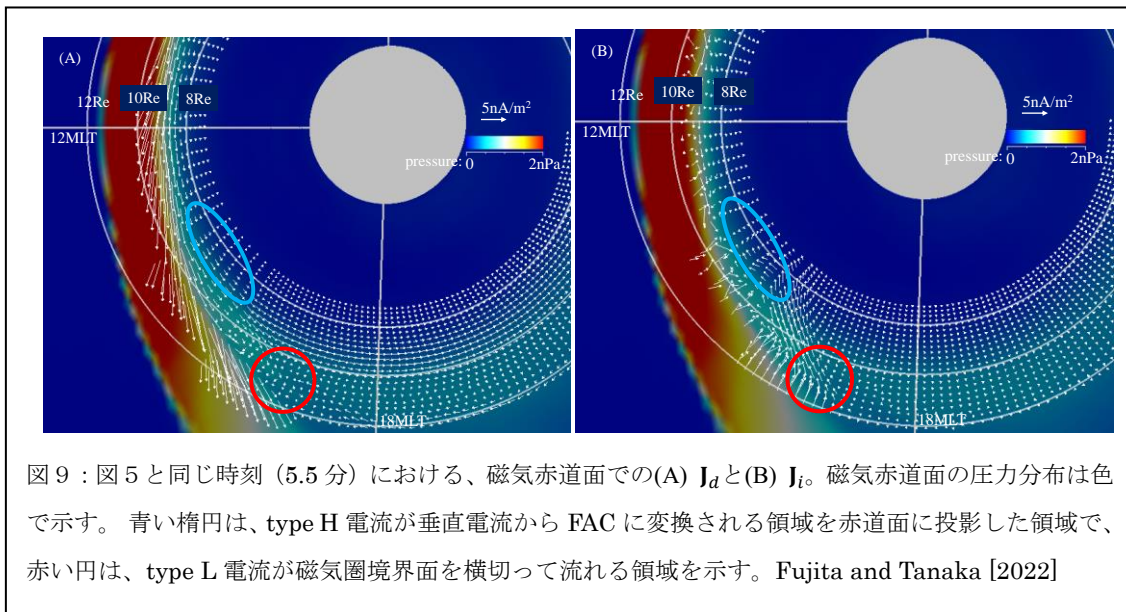 (A)
12Re
10Re
8Re
5nA/m²
12MLT
pressure: 0
2nPa
18MLT
(B)
12Re
10Re
8Re
5nA/m²
12MLT
pressure: 0
2nPa
18MLT
図9：図5と同じ時刻（5.5 分）における、磁気赤道面での(A) J_dと(B) J_i。磁気赤道面の圧力分布は色
で示す。 青い楕円は、type H 電流が垂直電流から FAC に変換される領域を赤道面に投影した領域で、
赤い円は、type L 電流が磁気圏境界面を横切って流れる領域を示す。Fujita and Tanaka [2022]